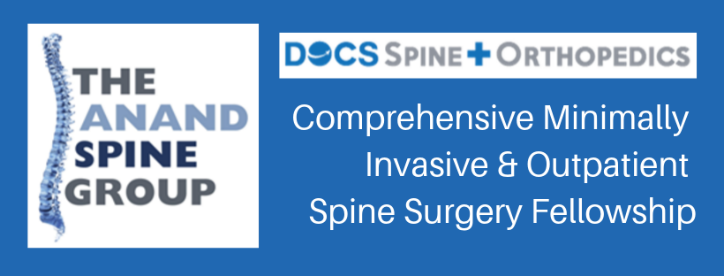 THE
ANAND
SPINE
GROUP
DOCS SPINE + ORTHOPEDICS
Comprehensive Minimally
Invasive & Outpatient
Spine Surgery Fellowship